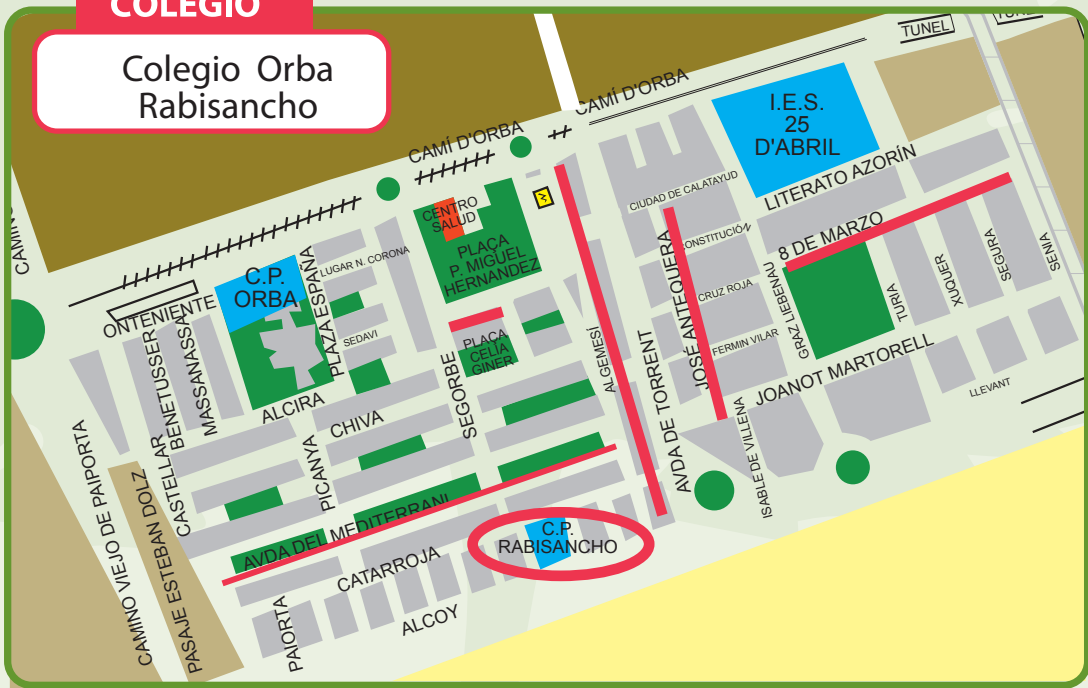 COLEGIO
Colegio Orba
Rabisancho
TUNEL
CAMÍ D'ORBA
CAMÍ D'ORBA
I.E.S.
25
D'ABRIL
LITERATO AZORÍN
CIUDAD DE CALATAYUD
8 DE MARZO
CONSTITUCIÓN
CENTRO
SALUD
PLAÇA
P. MIGUEL
HERNANDEZ
LUGAR N. CORONA
PLAZA ESPAÑA
C.P.
ORBA
CAMINO
ONTENIENTE
BENETUSSER
MASSANASSA
SEDAVI
PLAÇA
CELIA
GINER
SEGORBE
ALGEMESI
AVDA DE TORRENT
JOSÉ ANTEQUERA
CRUZ ROJA
FERMIN VILAR
GRAZ LIEBENAU
TURIA
XUQUER
SEGURA
SENIA
JOANOT MARTORELL
LLEVANT
ISABLE DE VILLENA
ALCIRA
CHIVA
PICANYA
CASTELLAR
CAMINO VIEJO DE PAIPORTA
PASAJE ESTEBAN DOLZ
AVDA DEL MEDITERRANI
CATARROJA
C.P.
RABISANCHO
PAIORTA
ALCOY